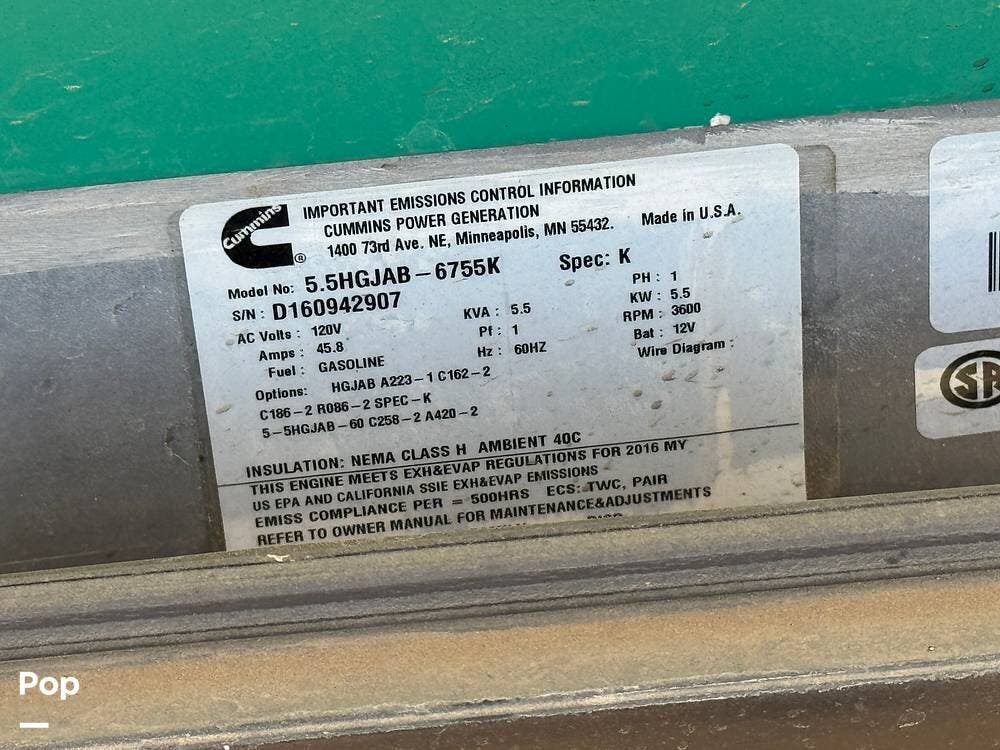 Cummins
®
IMPORTANT EMISSIONS CONTROL INFORMATION
CUMMINS POWER GENERATION
1400 73rd Ave. NE, Minneapolis, MN 55432. Made in U.S.A.
Model No: 5.5HGJAB-6755K Spec: K
S/N : D160942907 PH : 1
AC Volts : 120V KVA : 5.5 KW : 5.5
Amps : 45.8 Pf : 1 RPM : 3600
Fuel : GASOLINE Hz : 60HZ Bat : 12V
Options: HGJAB A223-1 C162-2 Wire Diagram :
C186-2 R086-2 SPEC-K
5-5HGJAB-60 C258-2 A420-2
INSULATION: NEMA CLASS H AMBIENT 40C
THIS ENGINE MEETS EXH&EVAP REGULATIONS FOR 2016 MY
US EPA AND CALIFORNIA SSIE EXH&EVAP EMISSIONS
EMISS COMPLIANCE PER = 500HRS ECS: TWC, PAIR
REFER TO OWNER MANUAL FOR MAINTENANCE&ADJUSTMENTS
Pop